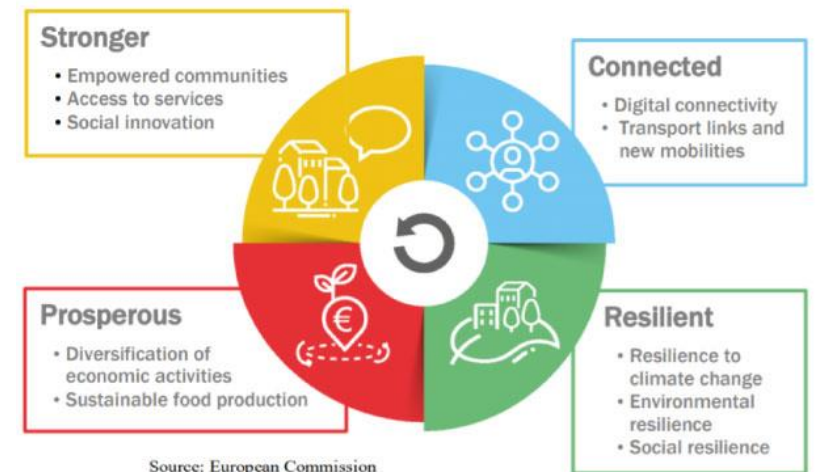 Stronger
• Empowered communities
• Access to services
• Social innovation
Connected
• Digital connectivity
• Transport links and
new mobilities
Prosperous
• Diversification of
economic activities
• Sustainable food production
Resilient
• Resilience to
climate change
• Environmental
resilience
• Social resilience
€
Source: European Commission